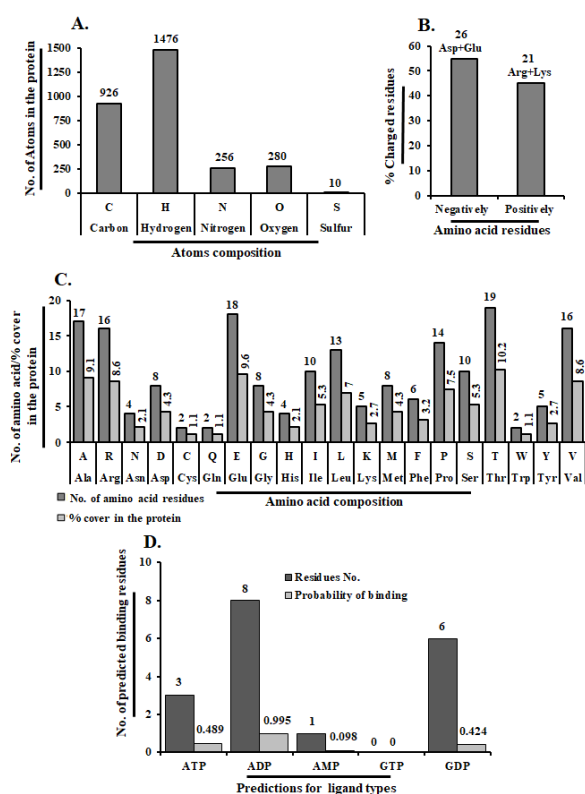 A.
No. of Atoms in the protein
1500
1250
1000
750
500
250
0
926
1476
256
280
10
C H N O S
Carbon Hydrogen Nitrogen Oxygen Sulfur
Atoms composition
B.
% Charged residues
60
50
40
30
20
10
0
26
Asp+Glu
21
Arg+Lys
Negatively Positively
Amino acid residues
C.
No. of amino acid/% cover
in the protein
20
15
10
5
0
17 9.1 16 8.6 4 2.1 8 4.3 2 1.1 2 1.1 18 9.6 8 4.3 4 2.1 10 5.3 13 7 5 2.7 8 4.3 6 3.2 14 7.5 10 5.3 19 10.2 2 1.1 5 2.7 16 8.6
A R N D C Q E G H I L K M F P S T W Y V
Ala Arg Asn Asp Cys Gln Glu Gly His Ile Leu Lys Met Phe Pro Ser Thr Trp Tyr Val
No. of amino acid residues
% cover in the protein
Amino acid composition
D.
No. of predicted binding residues
10
8
6
4
2
0
Residues No.
Probability of binding
3 0.489 8 0.995 1 0.098 0 0 6 0.424
ATP ADP AMP GTP GDP
Predictions for ligand types